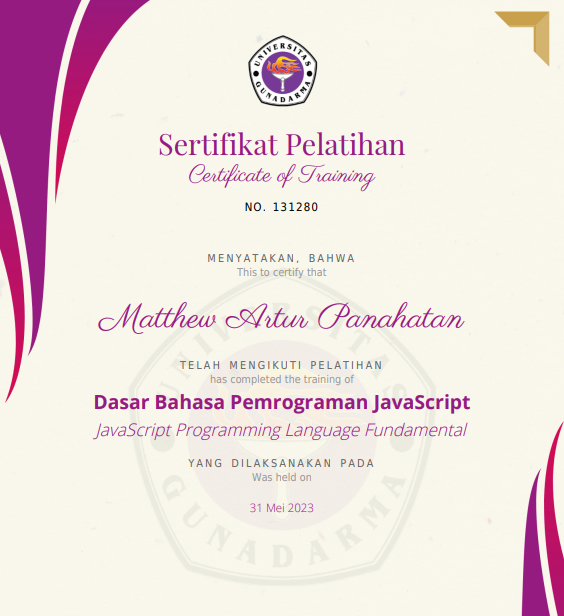 UNIVERSITAS
GUNADARMA
Sertifikat Pelatihan
Certificate of Training
NO. 131280
MENYATAKAN, BAHWA
This to certify that
Matthew Artur Panahatan
TELAH MENGIKUTI PELATIHAN
has completed the training of
Dasar Bahasa Pemrograman JavaScript
JavaScript Programming Language Fundamental
YANG DILAKSANAKAN PADA
Was held on
31 Mei 2023
UNIVERSITAS
GUNADARMA